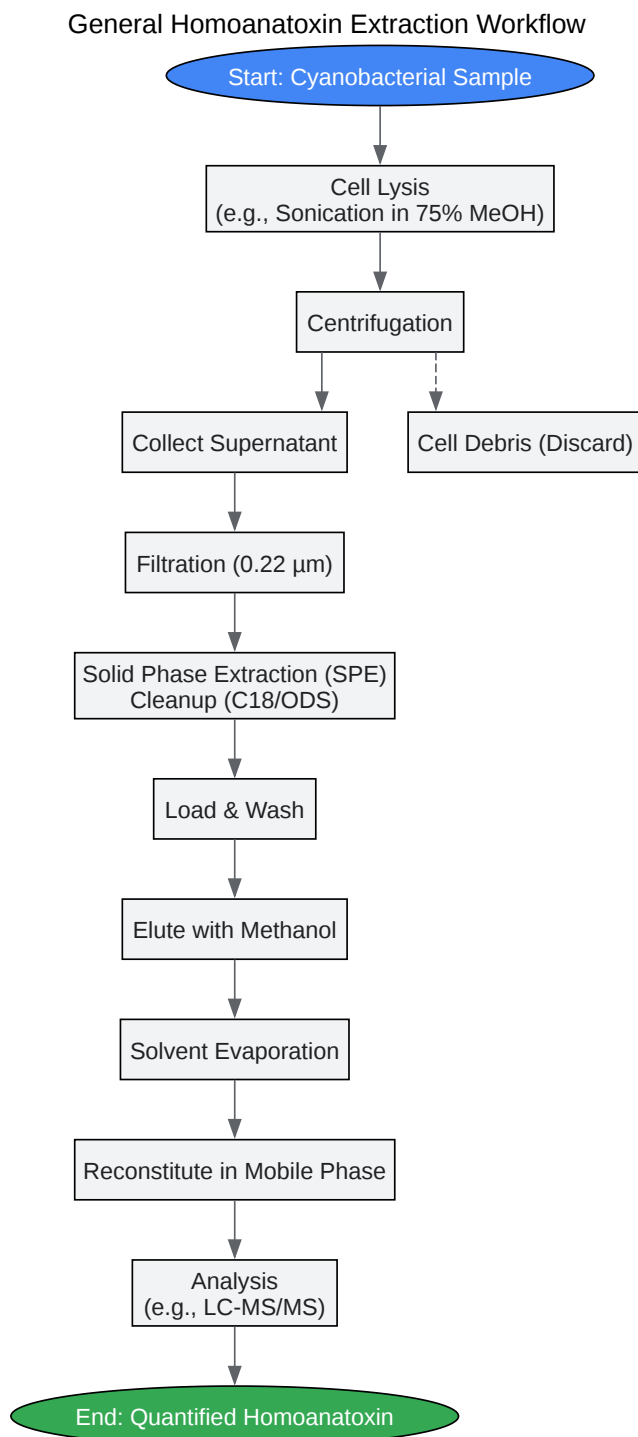 General Homoanatoxin Extraction Workflow
Start: Cyanobacterial Sample
Cell Lysis
(e.g., Sonication in 75% MeOH)
Centrifugation
Collect Supernatant
Cell Debris (Discard)
Filtration (0.22 µm)
Solid Phase Extraction (SPE)
Cleanup (C18/ODS)
Load & Wash
Elute with Methanol
Solvent Evaporation
Reconstitute in Mobile Phase
Analysis
(e.g., LC-MS/MS)
End: Quantified Homoanatoxin